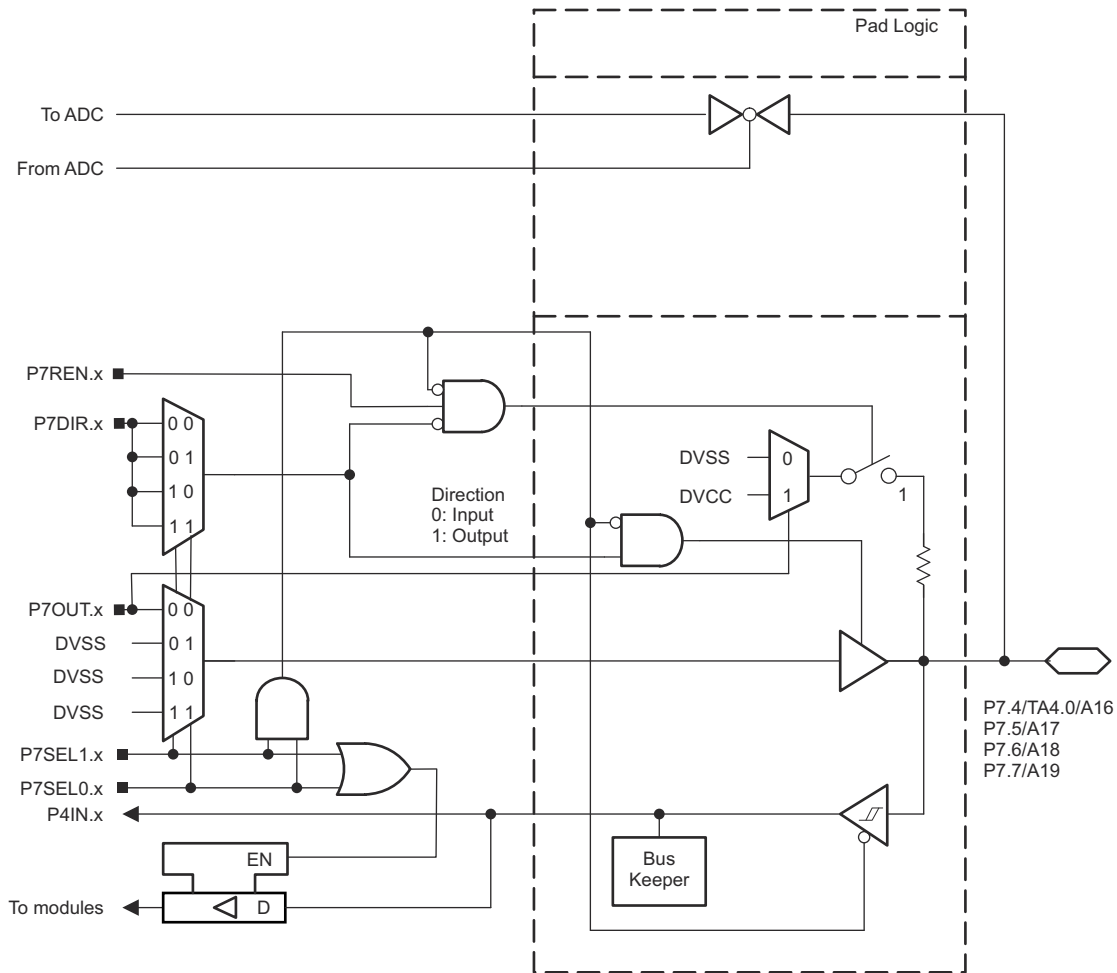 Pad Logic
To ADC
From ADC
P7REN.x
P7DIR.x
0 0
0 1
1 0
1 1
Direction
0: Input
1: Output
DVSS
0
DVCC
1
1
P7OUT.x
0 0
DVSS
0 1
DVSS
1 0
DVSS
1 1
P7.4/TA4.0/A16
P7.5/A17
P7.6/A18
P7.7/A19
P7SEL1.x
P7SEL0.x
P4IN.x
EN
Bus
Keeper
To modules
D